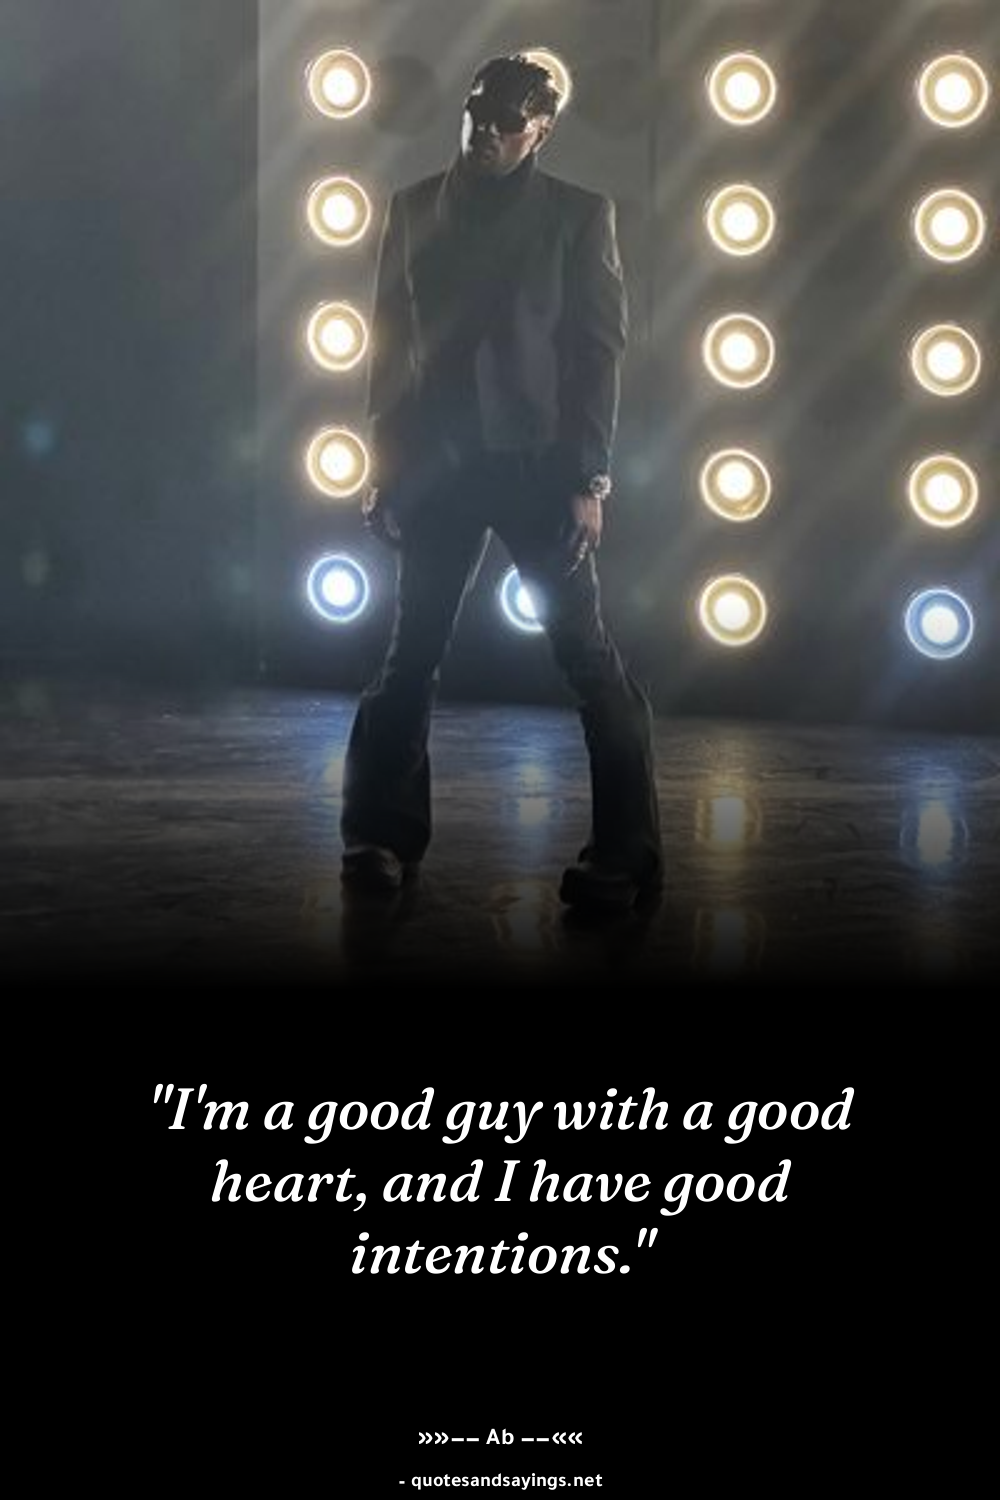 "I'm a good guy with a good
heart, and I have good
intentions."
»»–– Ab ––««
- quotesandsayings.net